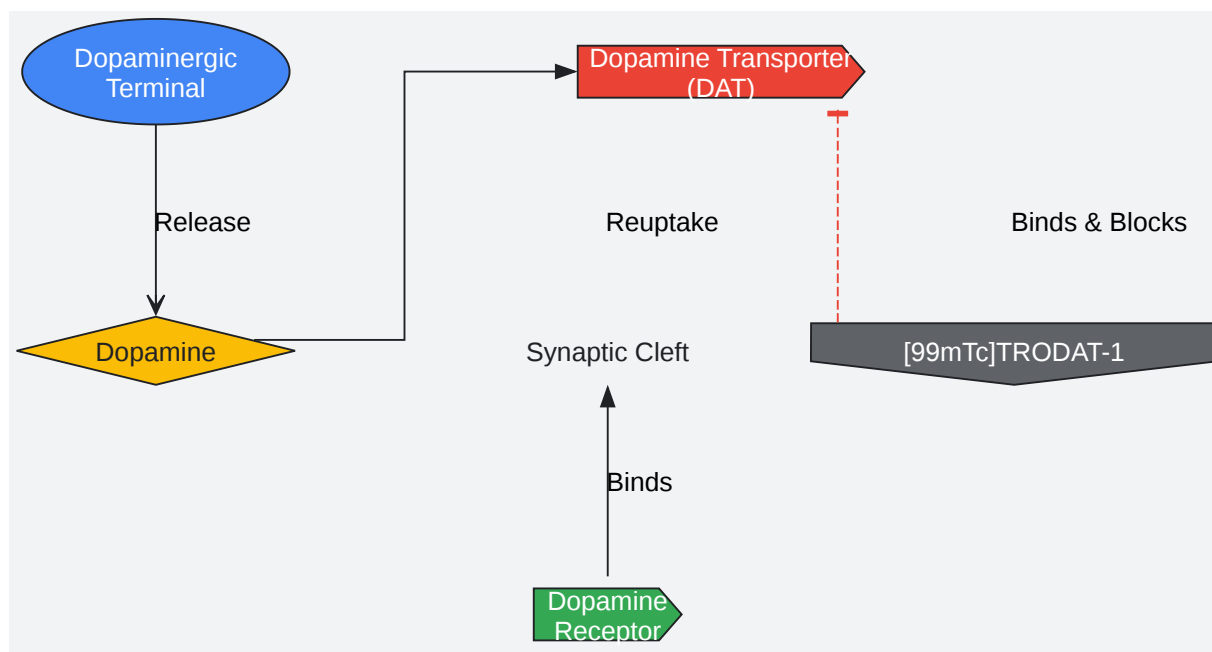 Dopaminergic
Terminal
Dopamine Transporter
(DAT)
Release
Reuptake
Binds & Blocks
Dopamine
Synaptic Cleft
[99mTc]TRODAT-1
Binds
Dopamine
Receptor